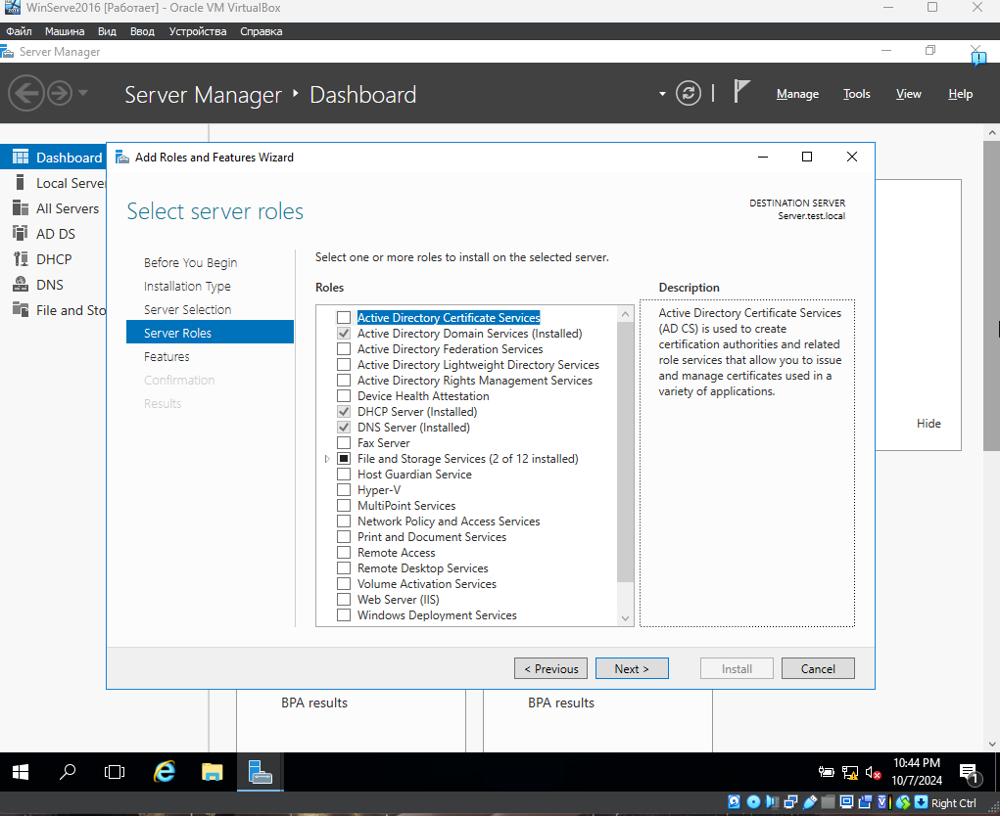 WinServe2016 [Работает] - Oracle VM VirtualBox
Файл Машина Вид Ввод Устройства Справка
Server Manager
Server Manager ‣ Dashboard
Manage Tools View Help
Dashboard
Local Server
All Servers
AD DS
DHCP
DNS
File and Sto
Add Roles and Features Wizard
Select server roles
DESTINATION SERVER
Server.test.local
Before You Begin
Installation Type
Server Selection
Server Roles
Features
Confirmation
Results
Select one or more roles to install on the selected server.
Roles
Active Directory Certificate Services
Active Directory Domain Services (Installed)
Active Directory Federation Services
Active Directory Lightweight Directory Services
Active Directory Rights Management Services
Device Health Attestation
DHCP Server (Installed)
DNS Server (Installed)
Fax Server
File and Storage Services (2 of 12 installed)
Host Guardian Service
Hyper-V
MultiPoint Services
Network Policy and Access Services
Print and Document Services
Remote Access
Remote Desktop Services
Volume Activation Services
Web Server (IIS)
Windows Deployment Services
Description
Active Directory Certificate Services
(AD CS) is used to create
certification authorities and related
role services that allow you to issue
and manage certificates used in a
variety of applications.
Hide
< Previous
Next >
Install
Cancel
BPA results
BPA results
10:44 PM
10/7/2024
1
Right Ctrl